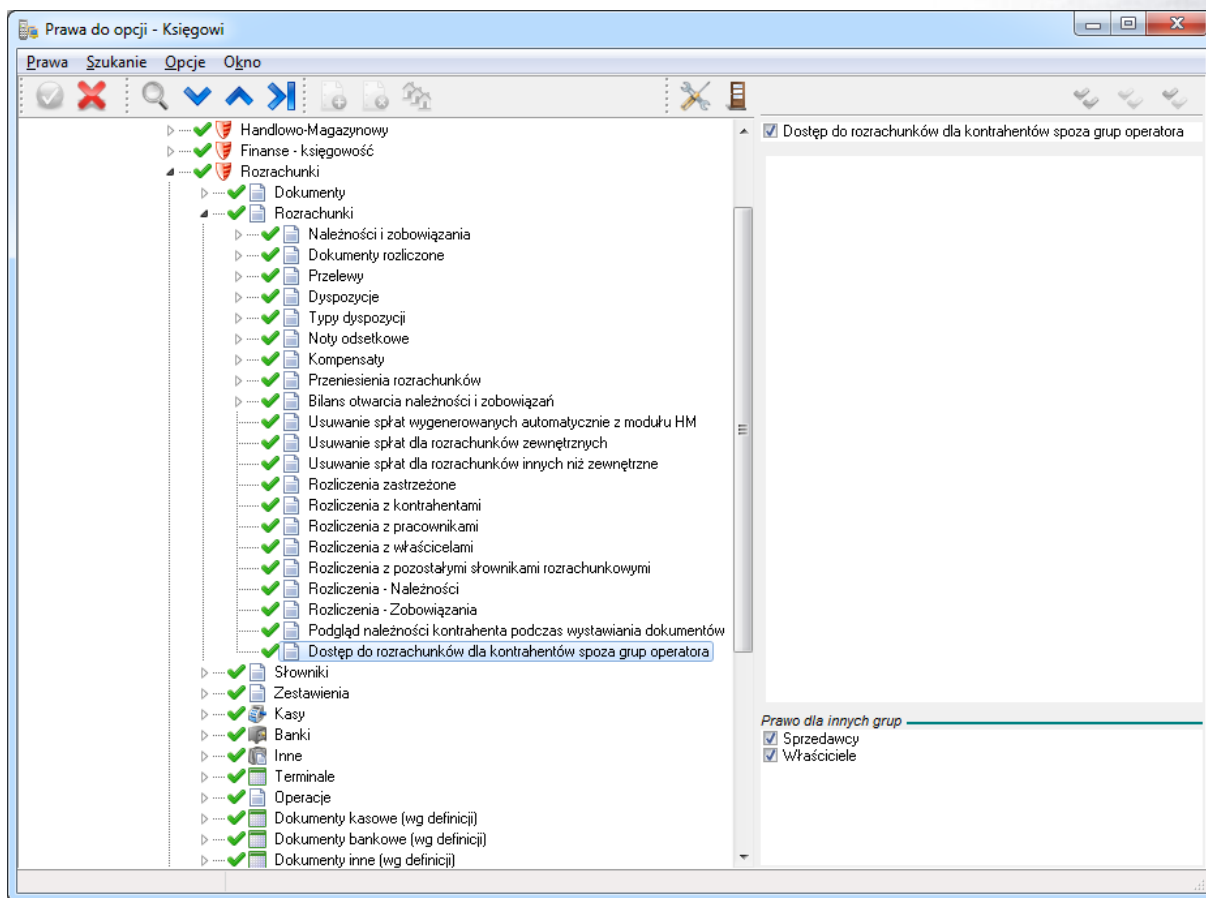 Prawa do opcji - Księgowi
Prawa Szukanie Opcje Okno
Handlowo-Magazynowy
Finanse - księgowość
Rozrachunki
Dokumenty
Rozrachunki
Należności i zobowiązania
Dokumenty rozliczone
Przelewy
Dyspozycje
Typy dyspozycji
Noty odsetkowe
Kompensaty
Przeniesienia rozrachunków
Bilans otwarcia należności i zobowiązań
Usuwanie spłat wygenerowanych automatycznie z modułu HM
Usuwanie spłat dla rozrachunków zewnętrznych
Usuwanie spłat dla rozrachunków innych niż zewnętrzne
Rozliczenia zastrzeżone
Rozliczenia z kontrahentami
Rozliczenia z pracownikami
Rozliczenia z właścicelami
Rozliczenia z pozostałymi słownikami rozrachunkowymi
Rozliczenia - Należności
Rozliczenia - Zobowiązania
Podgląd należności kontrahenta podczas wystawiania dokumentów
Dostęp do rozrachunków dla kontrahentów spoza grup operatora
Słowniki
Zestawienia
Kasy
Banki
Inne
Terminale
Operacje
Dokumenty kasowe (wg definicji)
Dokumenty bankowe (wg definicji)
Dokumenty inne (wg definicji)
Dostęp do rozrachunków dla kontrahentów spoza grup operatora
Prawo dla innych grup
Sprzedawcy
Właściciele